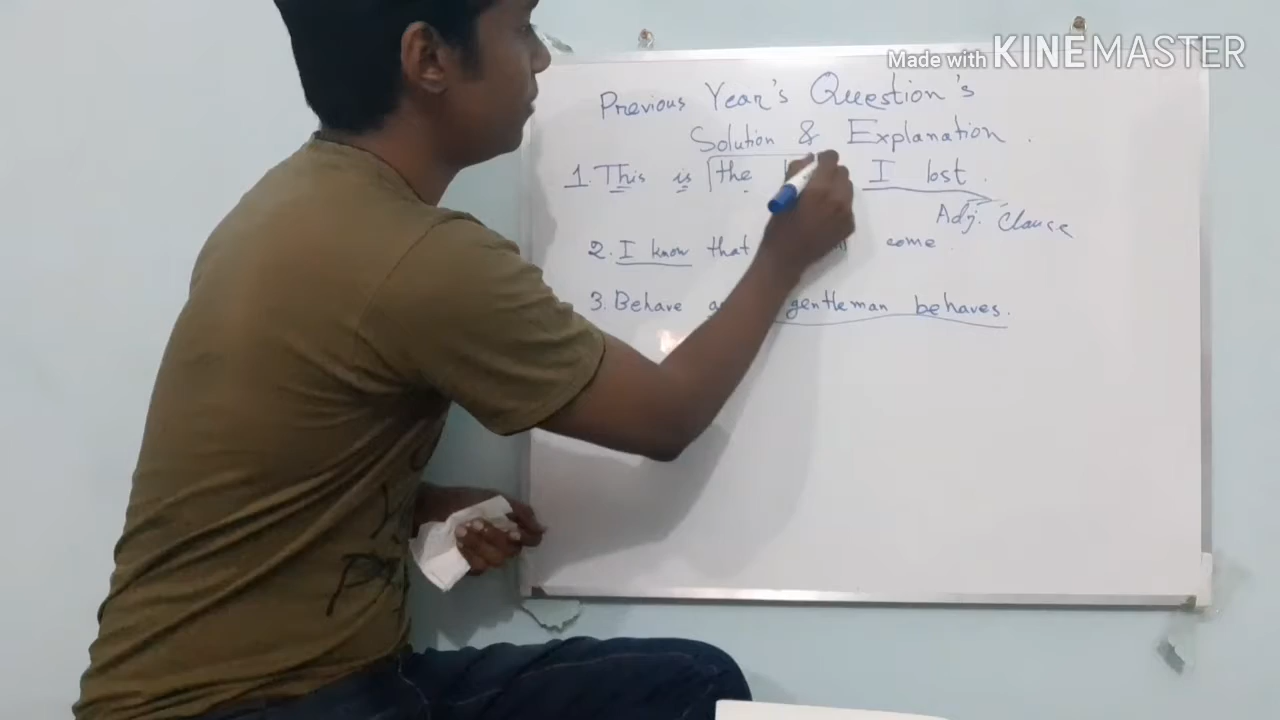 Made with KINEMASTER
Previous Year's Question's
Solution & Explanation.
1. This is the I lost.
Adj. Clause
2. I know that come.
3. Behave gentleman behaves.